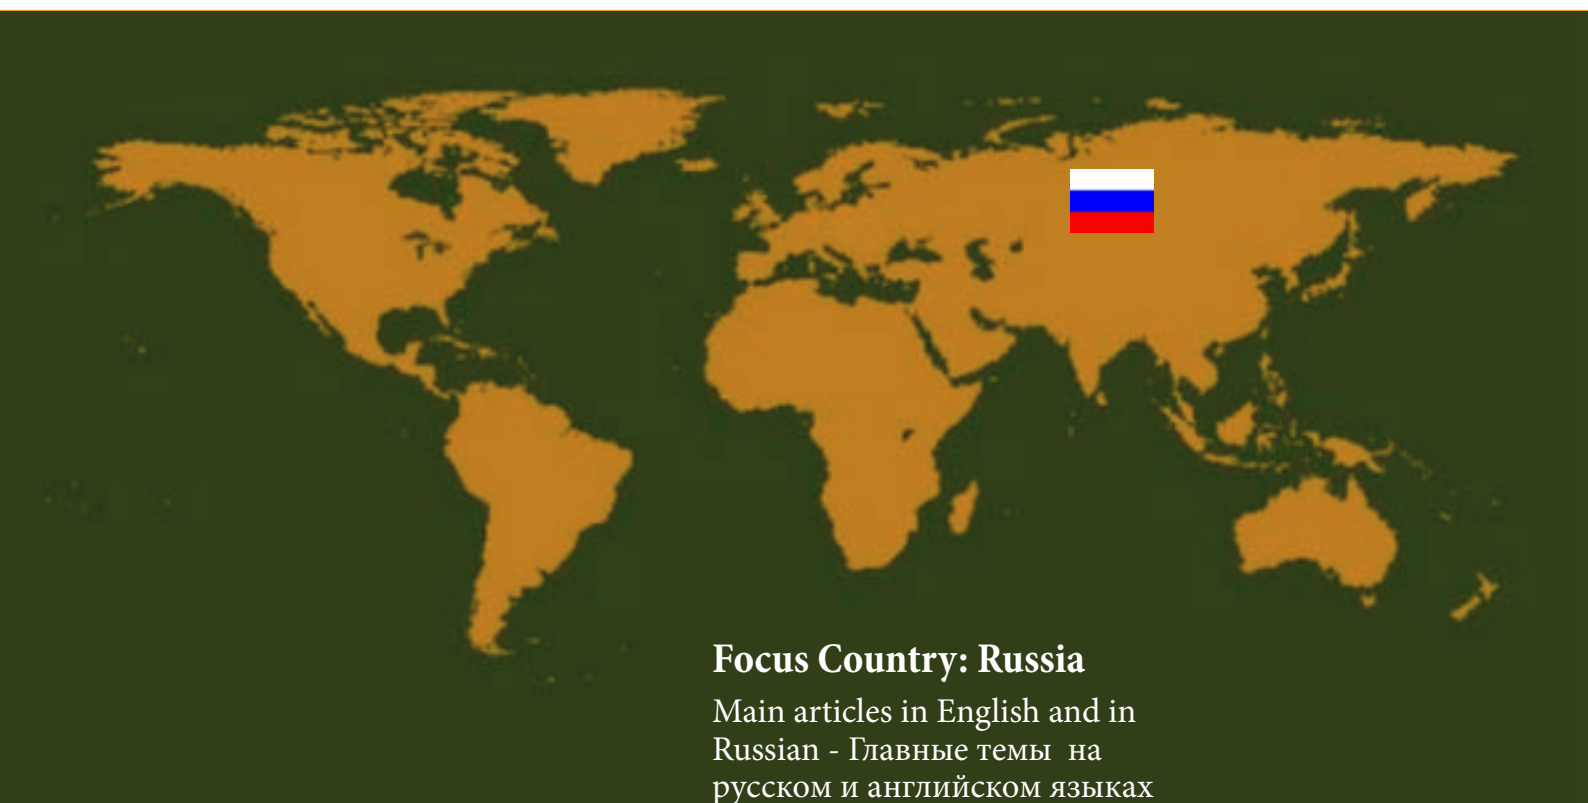 Focus Country: Russia
Main articles in English and in
Russian - Главные темы  на
русском и английском языках